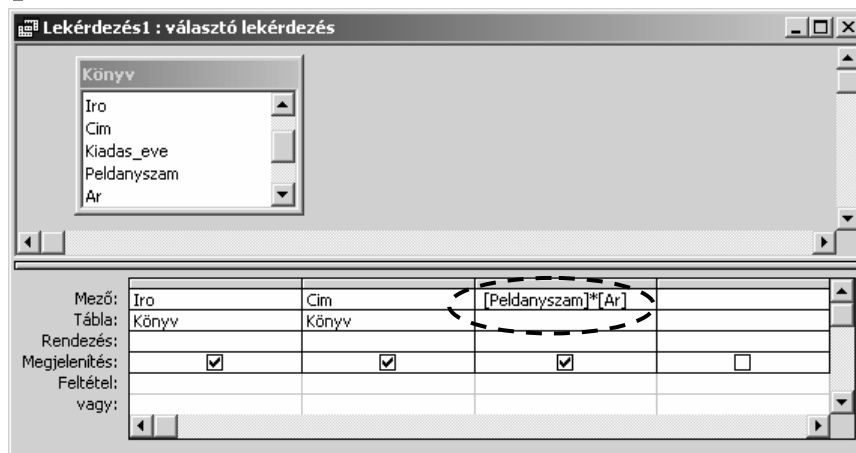 Lekérdezés1 : választó lekérdezés
Könyv
Iro
Cim
Kiadas_eve
Peldanyszam
Ar
Mező: Iro Cim [Peldanyszam]*[Ar]
Tábla: Könyv Könyv
Rendezés:
Megjelenítés:
Feltétel:
vagy: